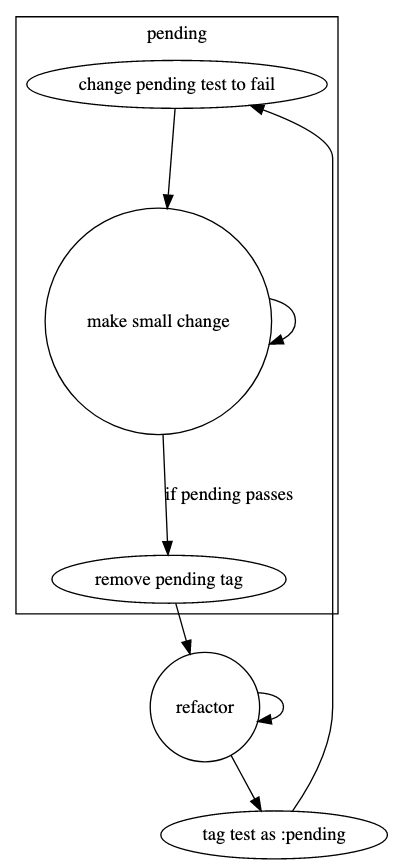 pending
change pending test to fail
make small change
if pending passes
remove pending tag
refactor
tag test as :pending